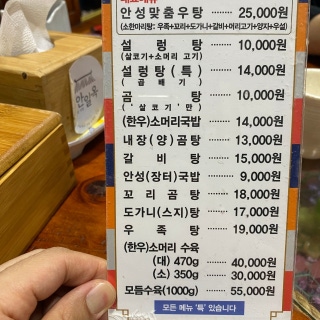 안성맞춤우탕 ······ 25,000원
(소한마리탕: 우족+꼬리+도가니+갈비+머리고기+양지+우설)
설렁탕 ······ 10,000원
(살코기+소머리 고기)
설렁탕(특) ······ 14,000원
(곱빼기)
곰탕 ······ 10,000원
('살코기'만)
(한우)소머리국밥 ······ 14,000원
내장(양)곰탕 ······ 13,000원
갈비탕 ······ 15,000원
안성(장터)국밥 ······ 9,000원
꼬리곰탕 ······ 18,000원
도가니(스지)탕 ······ 17,000원
우족탕 ······ 19,000원
(한우)소머리 수육
(대) 470g ······ 40,000원
(소) 350g ······ 30,000원
모듬수육(1000g) ······ 55,000원
모든 메뉴 '특' 있습니다